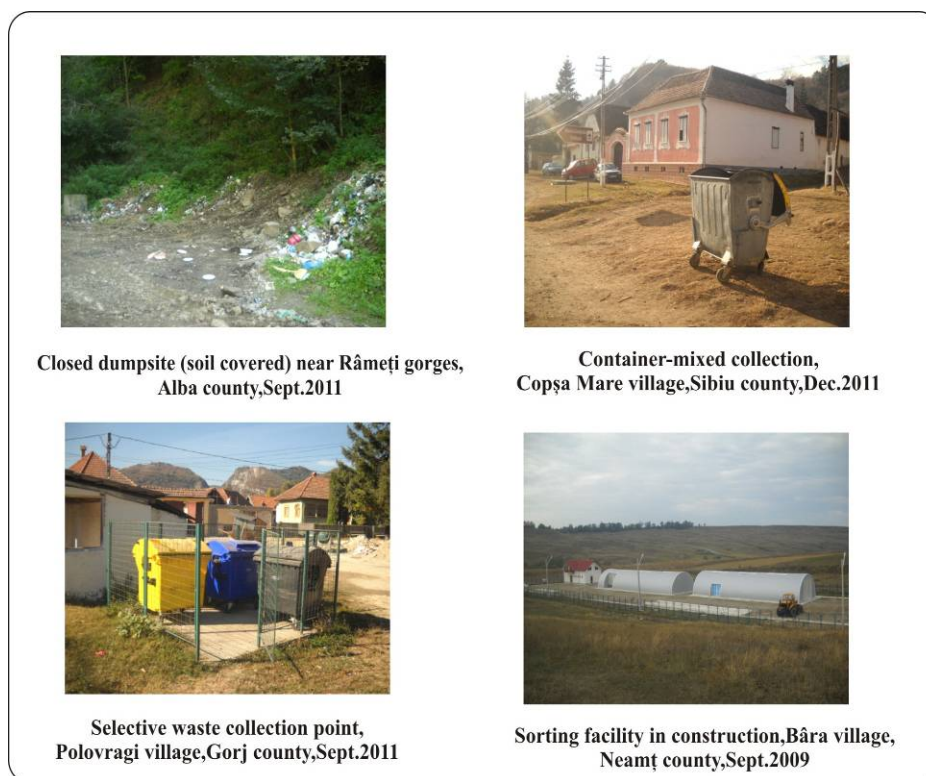 Closed dumpsite (soil covered) near Râmeți gorges,
Alba county,Sept.2011
Container-mixed collection,
Copșa Mare village,Sibiu county,Dec.2011
Selective waste collection point,
Polovragi village,Gorj county,Sept.2011
Sorting facility in construction,Bâra village,
Neamț county,Sept.2009